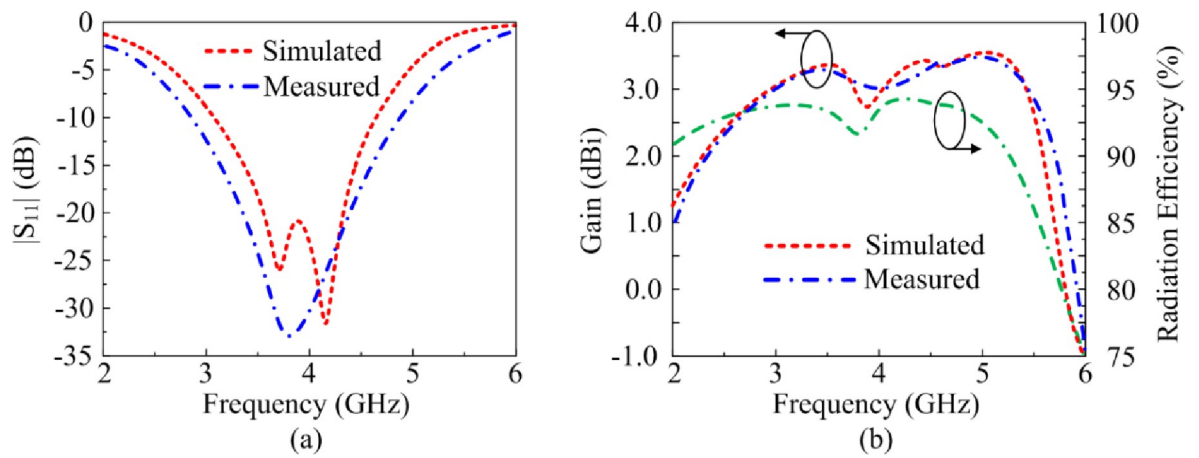 0
-5
-10
-15
-20
-25
-30
-35
|S11| (dB)
Simulated
Measured
2 3 4 5 6
Frequency (GHz)
(a)
4.0
3.0
2.0
1.0
0.0
-1.0
Gain (dBi)
Simulated
Measured
100
95
90
85
80
75
Radiation Efficiency (%)
2 3 4 5 6
Frequency (GHz)
(b)